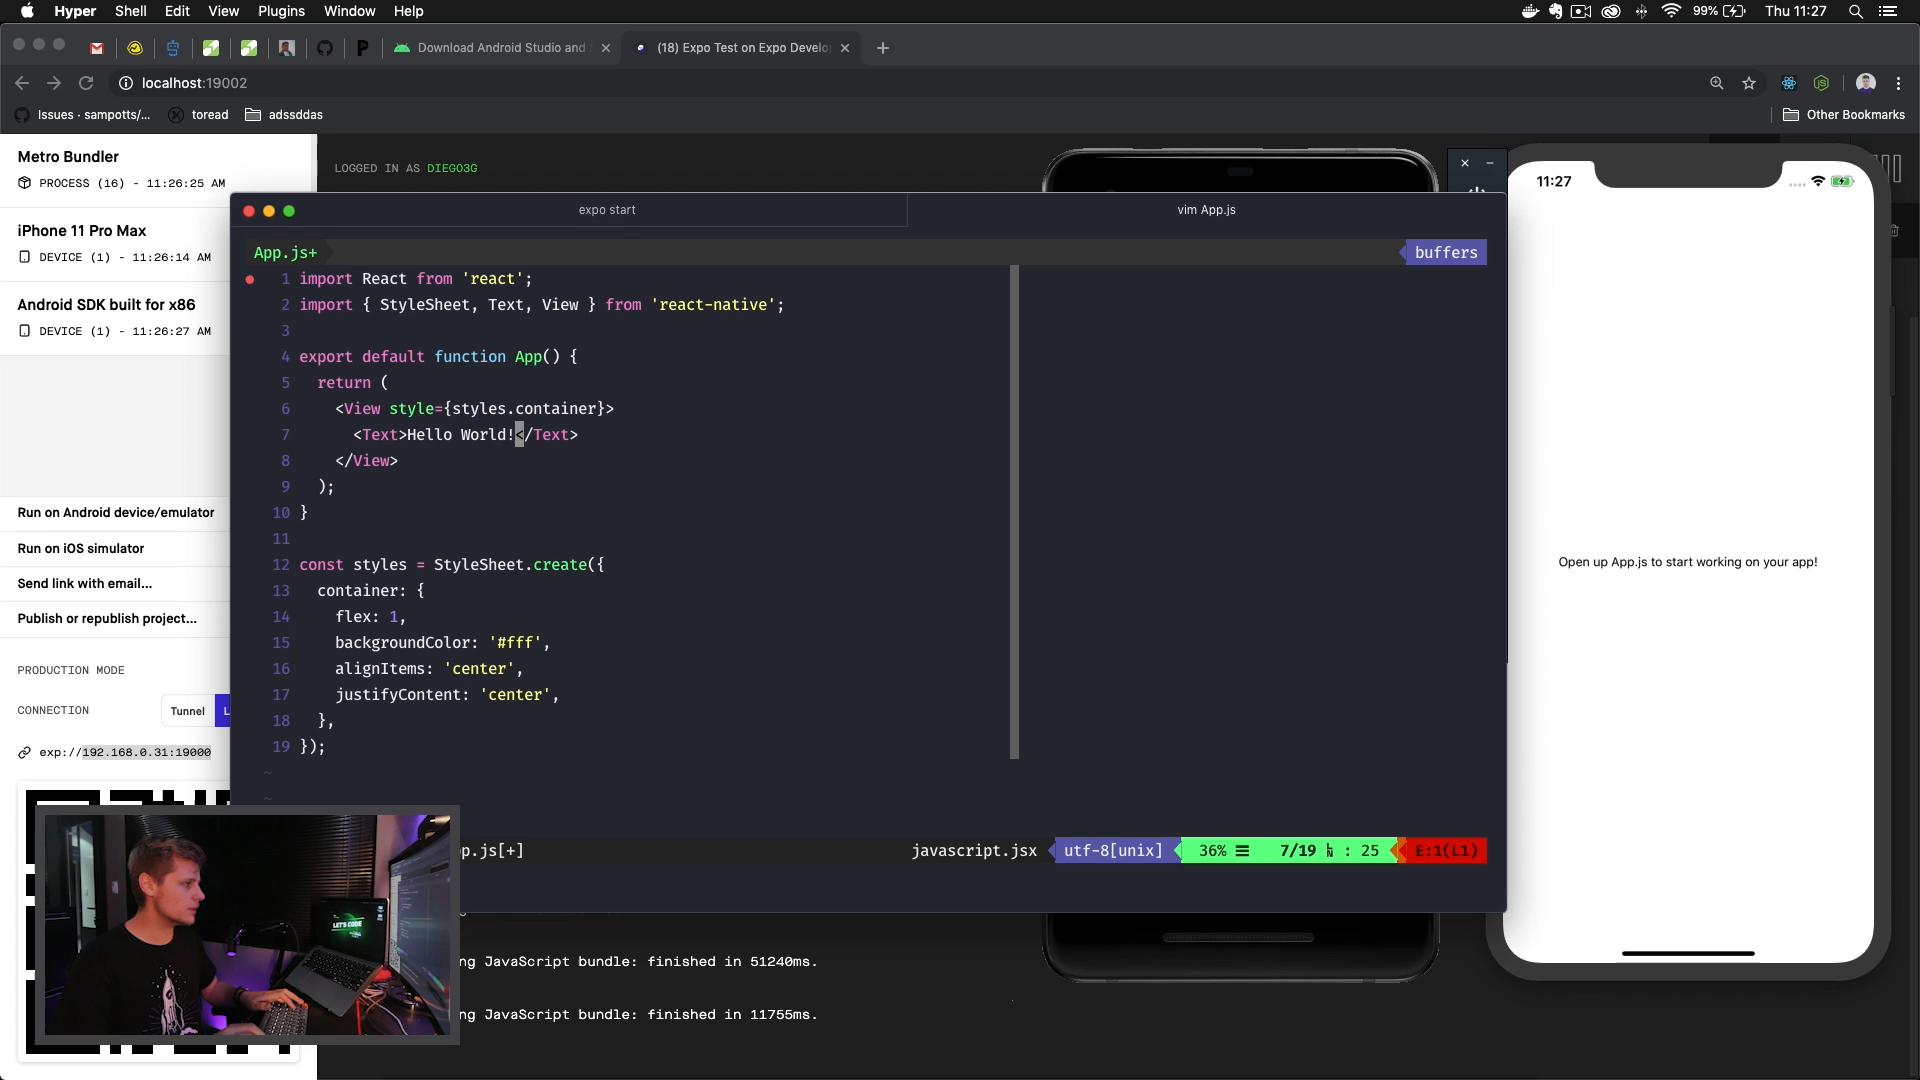 Hyper Shell Edit View Plugins Window Help
99% Thu 11:27
Download Android Studio and
(18) Expo Test on Expo Develo
localhost:19002
Issues · sampotts/...
toread
adssddas
Other Bookmarks
Metro Bundler
PROCESS (16) - 11:26:25 AM
iPhone 11 Pro Max
DEVICE (1) - 11:26:14 AM
Android SDK built for x86
DEVICE (1) - 11:26:27 AM
Run on Android device/emulator
Run on iOS simulator
Send link with email...
Publish or republish project...
PRODUCTION MODE
CONNECTION
Tunnel
L
exp://192.168.0.31:19000
LOGGED IN AS DIEGO3G
expo start
vim App.js
App.js+
buffers
1 import React from 'react';
2 import { StyleSheet, Text, View } from 'react-native';
3
4 export default function App() {
5 return (
6 <View style={styles.container}>
7 <Text>Hello World!</Text>
8 </View>
9 );
10 }
11
12 const styles = StyleSheet.create({
13 container: {
14 flex: 1,
15 backgroundColor: '#fff',
16 alignItems: 'center',
17 justifyContent: 'center',
18 },
19 });
~
~
p.js[+]
javascript.jsx
utf-8[unix]
36% ☰ 7/19 : 25
E:1(L1)
ng JavaScript bundle: finished in 51240ms.
ng JavaScript bundle: finished in 11755ms.
LET'S CODE
11:27
Open up App.js to start working on your app!